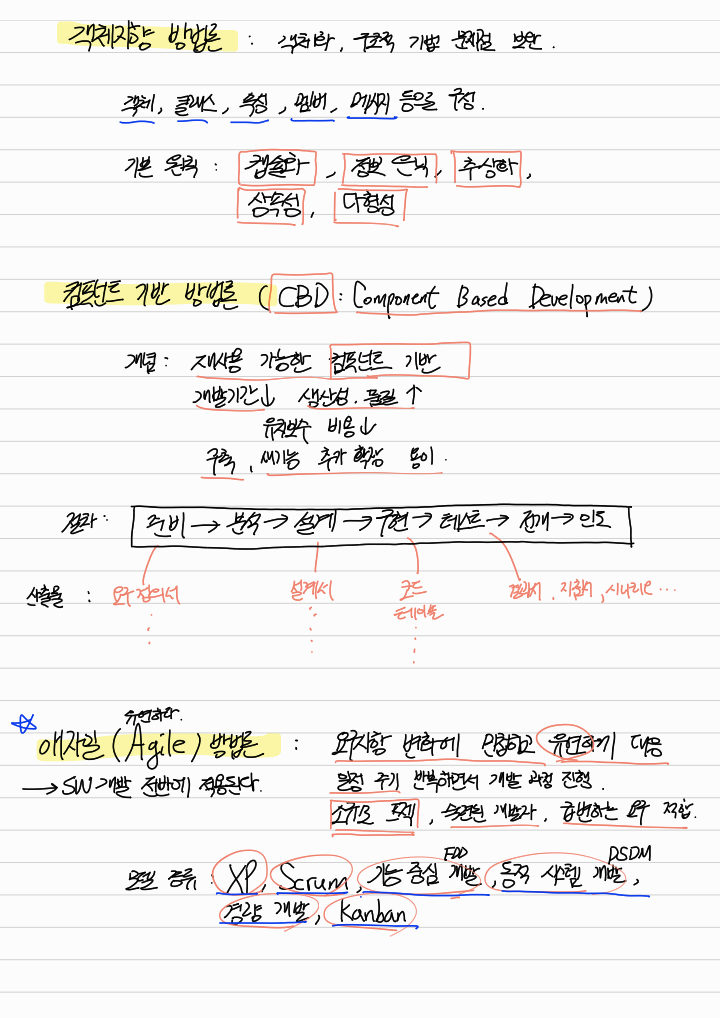 객체지향 방법론 : 객체화, 구조적 기법 문제점 보완.
객체, 클래스, 속성, 멤버, 메시지 등으로 구성.
기본 원칙 : 캡슐화, 정보 은닉, 추상화,
상속성, 다형성
컴포넌트 기반 방법론 (CBD : Component Based Development)
개념 : 재사용 가능한 컴포넌트 기반
개발기간↓ 생산성. 품질 ↑
유지보수 비용↓
구축, 새기능 추가 확장 용이.
절차 : 준비 → 분석 → 설계 → 구현 → 테스트 → 전개 → 인도
산출물 : 요구 정의서 설계서 코드 결과서, 지침서, 시나리오...
테이블
유연하다.
☆ 애자일 (Agile) 방법론 : 요구사항 변화에 민첩하고 유연하게 대응
→ SW 개발 전반에 적용된다. 일정 주기 반복하면서 개발 과정 진행.
소규모 프젝, 숙련된 개발자, 급변하는 요구 적합.
FDD DSDM
모델 종류 : XP, Scrum, 기능 중심 개발, 동적 시스템 개발,
경량 개발, Kanban